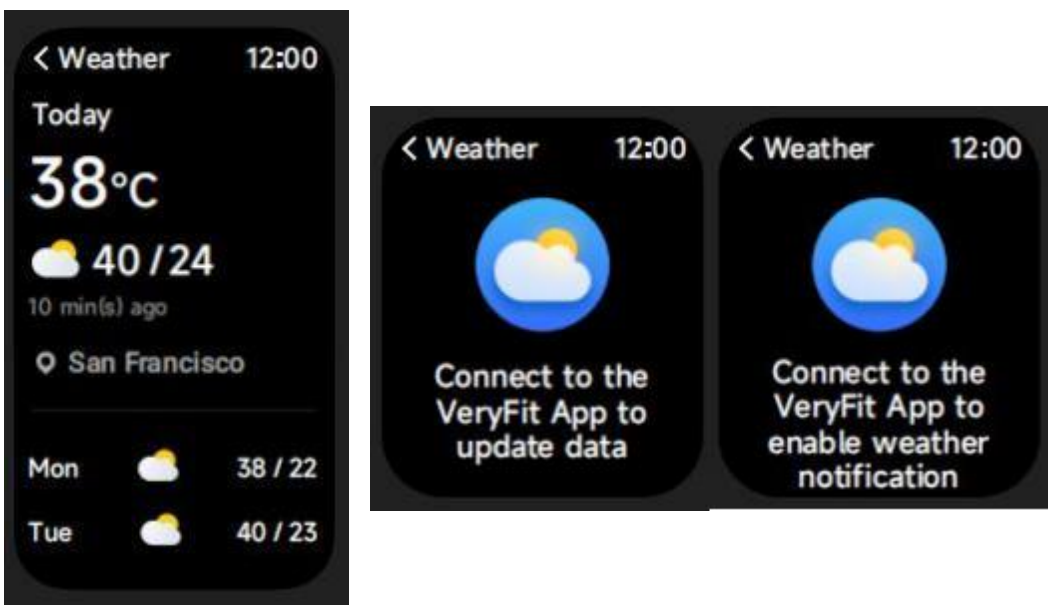 < Weather 12:00
Today
38°C
40 / 24
10 min(s) ago
San Francisco
Mon 38 / 22
Tue 40 / 23
< Weather 12:00
Connect to the
VeryFit App to
update data
< Weather 12:00
Connect to the
VeryFit App to
enable weather
notification